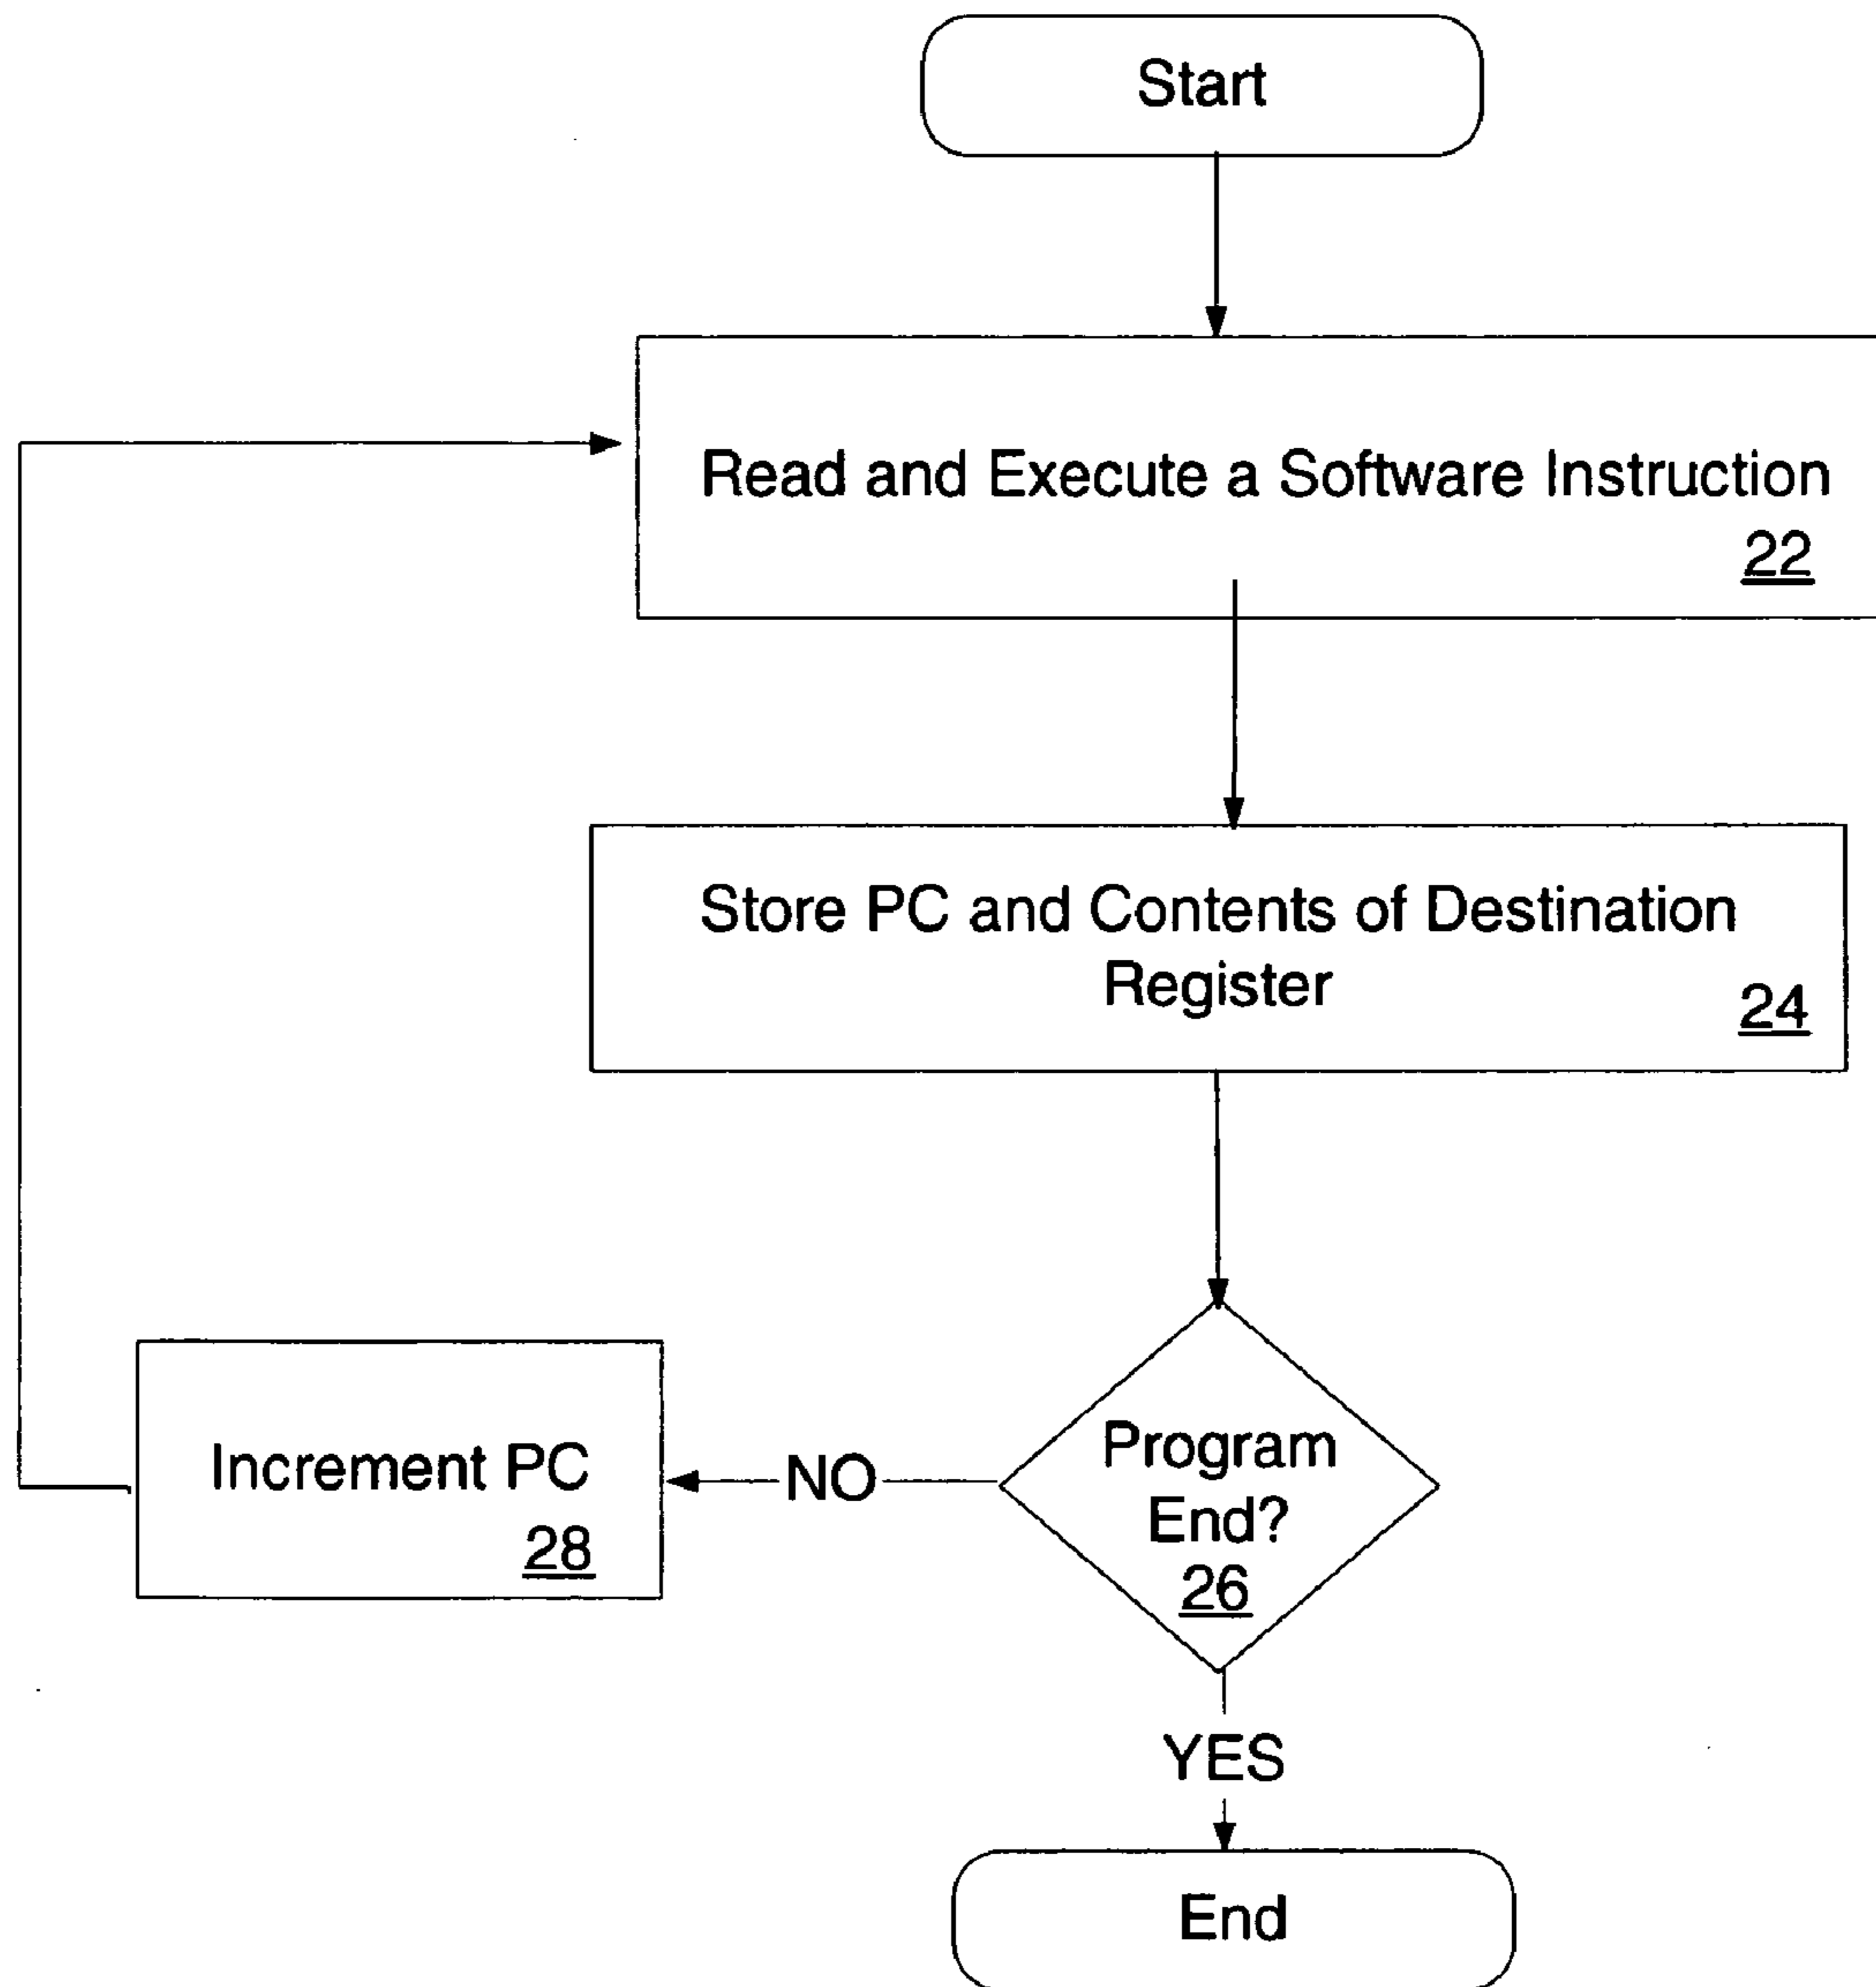 Start
Read and Execute a Software Instruction
22
Store PC and Contents of Destination
Register
24
Increment PC
28
NO
Program
End?
26
YES
End